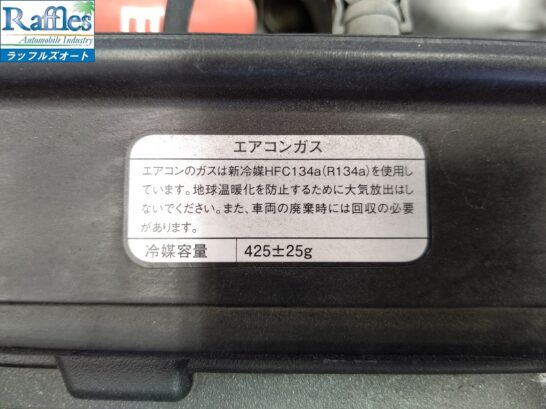 Raffles
Automobile Industry
ラッフルズオート
エアコンガス
エアコンのガスは新冷媒HFC134a(R134a)を使用し
ています。地球温暖化を防止するために大気放出はし
ないでください。また、車両の廃棄時には回収の必要
があります。
冷媒容量 425±25g